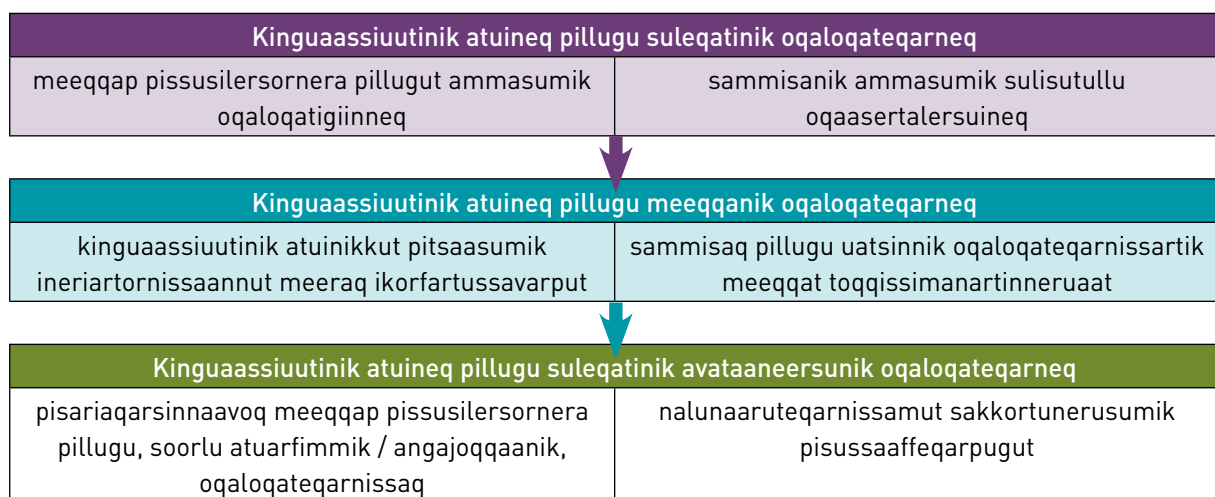 Kinguaassiuutinik atuineq pillugu suleqatinik oqaloqateqarneq
meeqqap pissusilersornera pillugut ammasumik
oqaloqatigiinneq
sammisanik ammasumik sulisutullu
oqaasertalersuineq
Kinguaassiuutinik atuineq pillugu meeqqanik oqaloqateqarneq
kinguaassiuutinik atuinikkut pitsaasumik
ineriartornissaannut meeraq ikorfartussavarput
sammisaq pillugu uatsinnik oqaloqateqarnissartik
meeqqat toqqissimanartinneruaat
Kinguaassiuutinik atuineq pillugu suleqatinik avataaneersunik oqaloqateqarneq
pisariaqarsinnaavoq meeqqap pissusilersornera
pillugu, soorlu atuarfimmik / angajoqqaanik,
oqaloqateqarnissaq
nalunaaruteqarnissamut sakkortunerusumik
pisussaaffeqarpugut